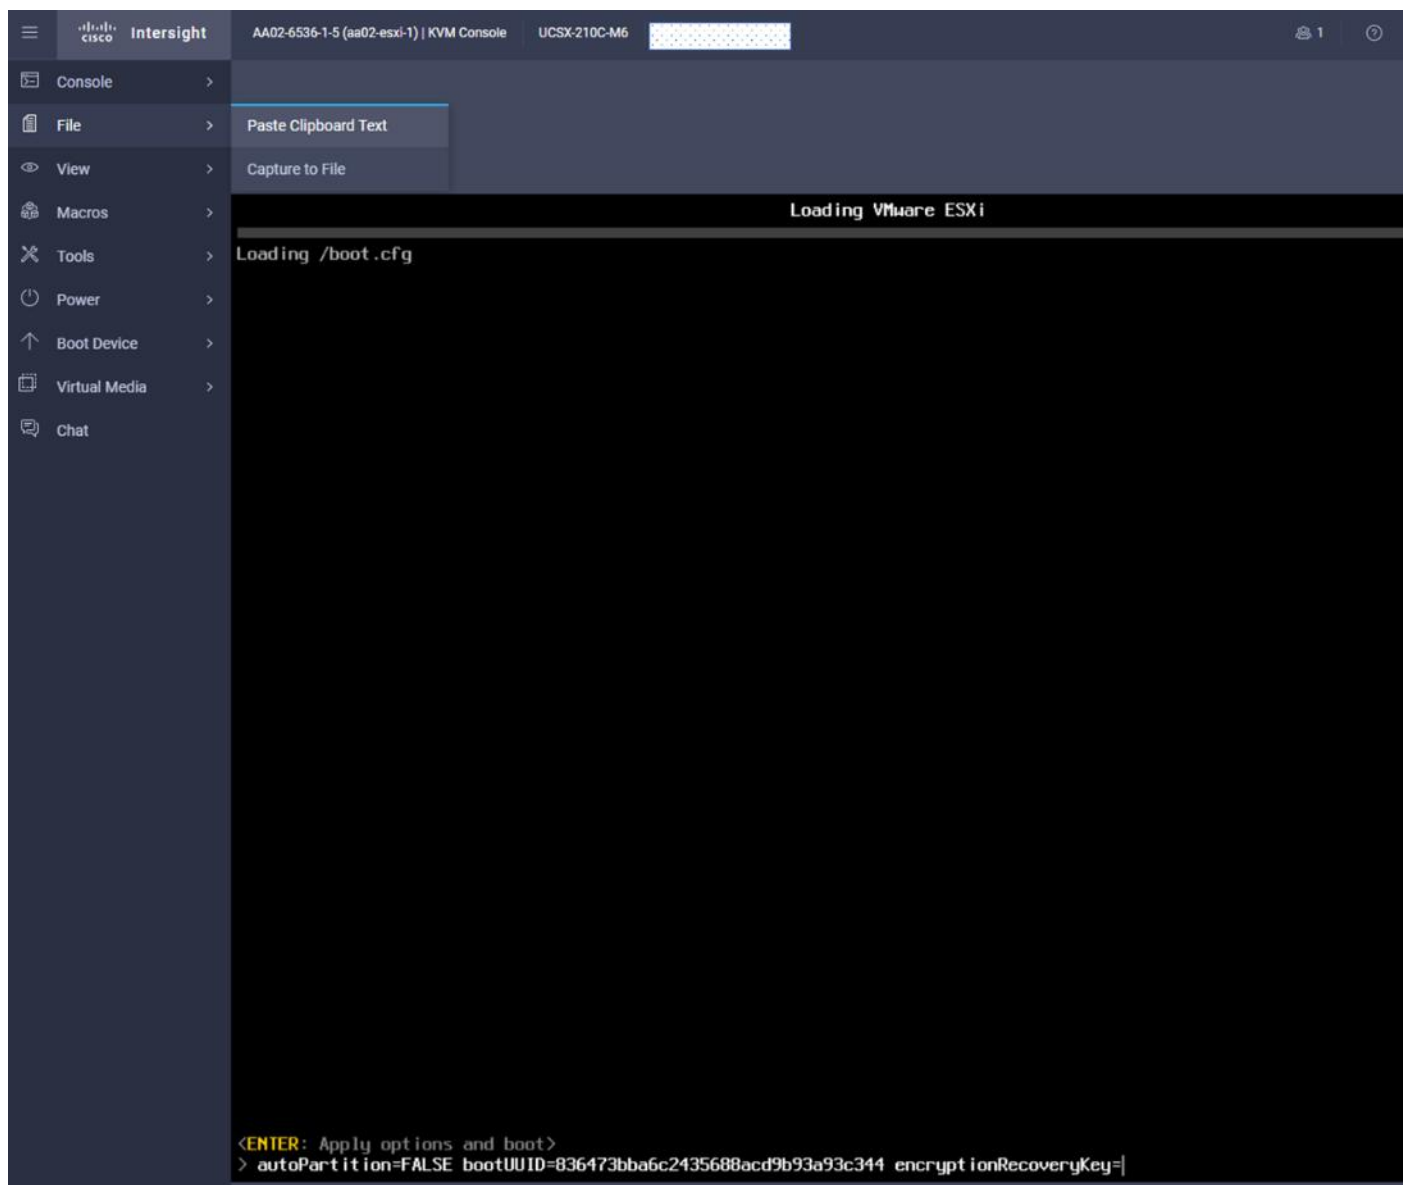 cisco Intersight AA02-6536-1-5 (aa02-esxi-1) | KVM Console UCSX-210C-M6 1
Console
File
Paste Clipboard Text
View
Capture to File
Macros
Loading VMware ESXi
Tools
Loading /boot.cfg
Power
Boot Device
Virtual Media
Chat
<ENTER: Apply options and boot>
> autoPartition=FALSE bootUUID=836473bba6c2435688acd9b93a93c344 encryptionRecoveryKey=